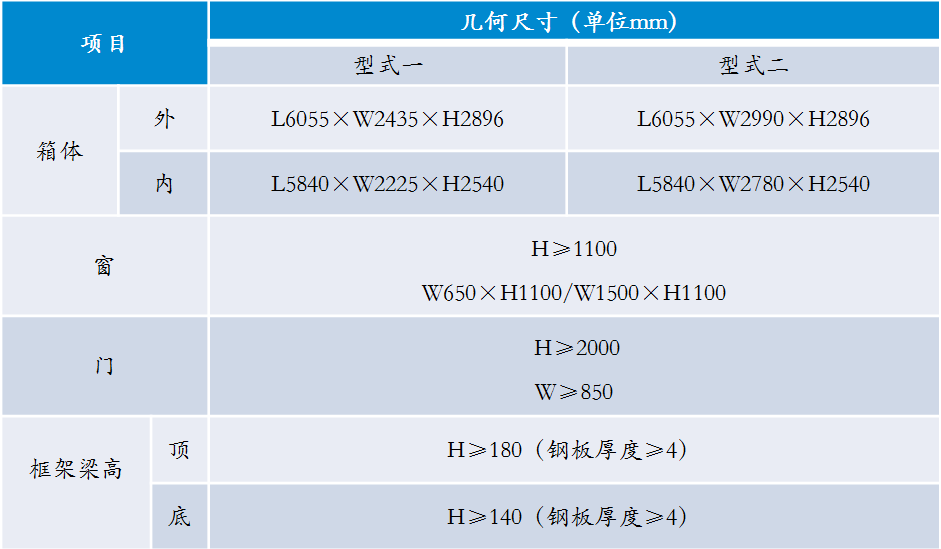 项目
几何尺寸（单位mm）
型式一
型式二
箱体
外
L6055×W2435×H2896
L6055×W2990×H2896
内
L5840×W2225×H2540
L5840×W2780×H2540
窗
H≥1100
W650×H1100/W1500×H1100
门
H≥2000
W≥850
框架梁高
顶
H≥180（钢板厚度≥4）
底
H≥140（钢板厚度≥4）